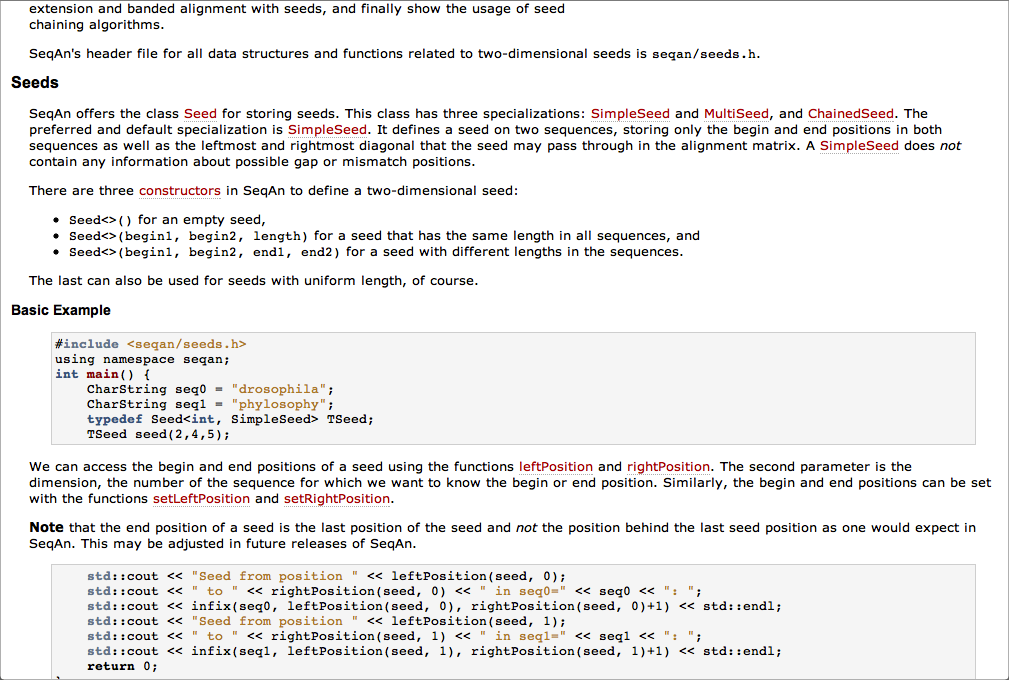 extension and banded alignment with seeds, and finally show the usage of seed
chaining algorithms.
SeqAn's header file for all data structures and functions related to two-dimensional seeds is seqan/seeds.h.
Seeds
SeqAn offers the class Seed for storing seeds. This class has three specializations: SimpleSeed and MultiSeed, and ChainedSeed. The
preferred and default specialization is SimpleSeed. It defines a seed on two sequences, storing only the begin and end positions in both
sequences as well as the leftmost and rightmost diagonal that the seed may pass through in the alignment matrix. A SimpleSeed does not
contain any information about possible gap or mismatch positions.
There are three constructors in SeqAn to define a two-dimensional seed:
• Seed<>() for an empty seed,
• Seed<>(begin1, begin2, length) for a seed that has the same length in all sequences, and
• Seed<>(begin1, begin2, end1, end2) for a seed with different lengths in the sequences.
The last can also be used for seeds with uniform length, of course.
Basic Example
#include <seqan/seeds.h>
using namespace seqan;
int main() {
    CharString seq0 = "drosophila";
    CharString seq1 = "phylosophy";
    typedef Seed<int, SimpleSeed> TSeed;
    TSeed seed(2,4,5);
We can access the begin and end positions of a seed using the functions leftPosition and rightPosition. The second parameter is the
dimension, the number of the sequence for which we want to know the begin or end position. Similarly, the begin and end positions can be set
with the functions setLeftPosition and setRightPosition.
Note that the end position of a seed is the last position of the seed and not the position behind the last seed position as one would expect in
SeqAn. This may be adjusted in future releases of SeqAn.
    std::cout << "Seed from position " << leftPosition(seed, 0);
    std::cout << " to " << rightPosition(seed, 0) << " in seq0=" << seq0 << ": ";
    std::cout << infix(seq0, leftPosition(seed, 0), rightPosition(seed, 0)+1) << std::endl;
    std::cout << "Seed from position " << leftPosition(seed, 1);
    std::cout << " to " << rightPosition(seed, 1) << " in seq1=" << seq1 << ": ";
    std::cout << infix(seq1, leftPosition(seed, 1), rightPosition(seed, 1)+1) << std::endl;
    return 0;